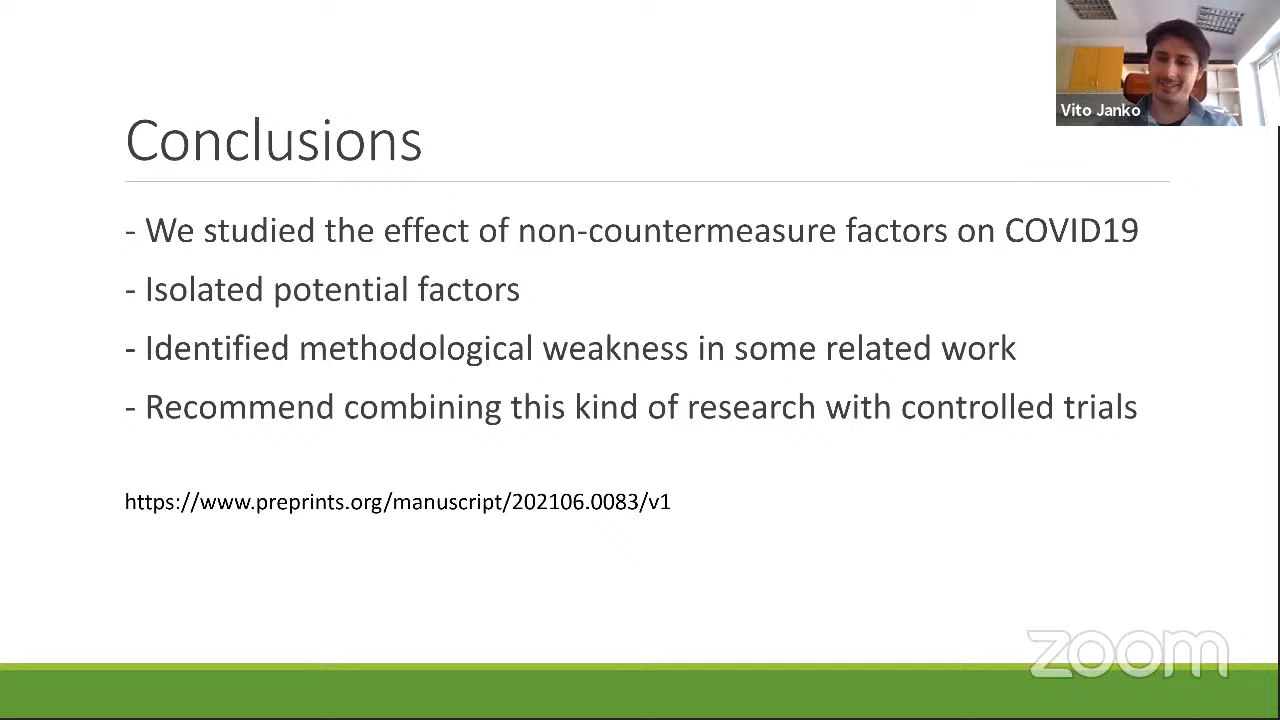 Vito Janko
Conclusions
- We studied the effect of non-countermeasure factors on COVID19
- Isolated potential factors
- Identified methodological weakness in some related work
- Recommend combining this kind of research with controlled trials
https://www.preprints.org/manuscript/202106.0083/v1
zoom